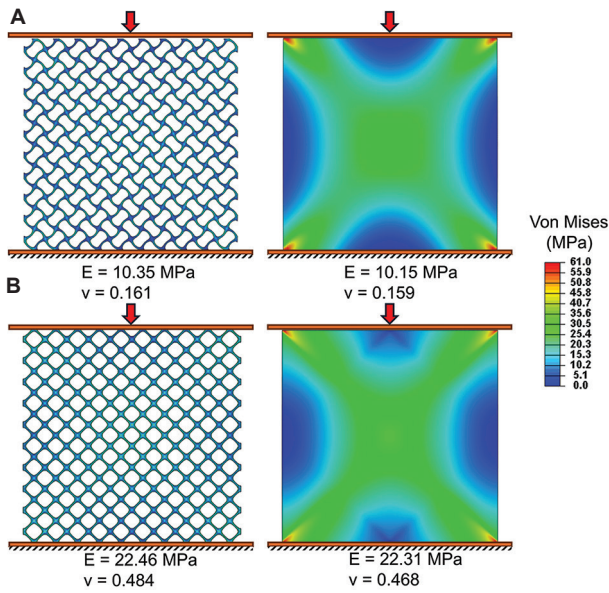 A
E = 10.35 MPa
v = 0.161
E = 10.15 MPa
v = 0.159
B
E = 22.46 MPa
v = 0.484
E = 22.31 MPa
v = 0.468
Von Mises
(MPa)
61.0
55.9
50.8
45.8
40.7
35.6
30.5
25.4
20.3
15.3
10.2
5.1
0.0